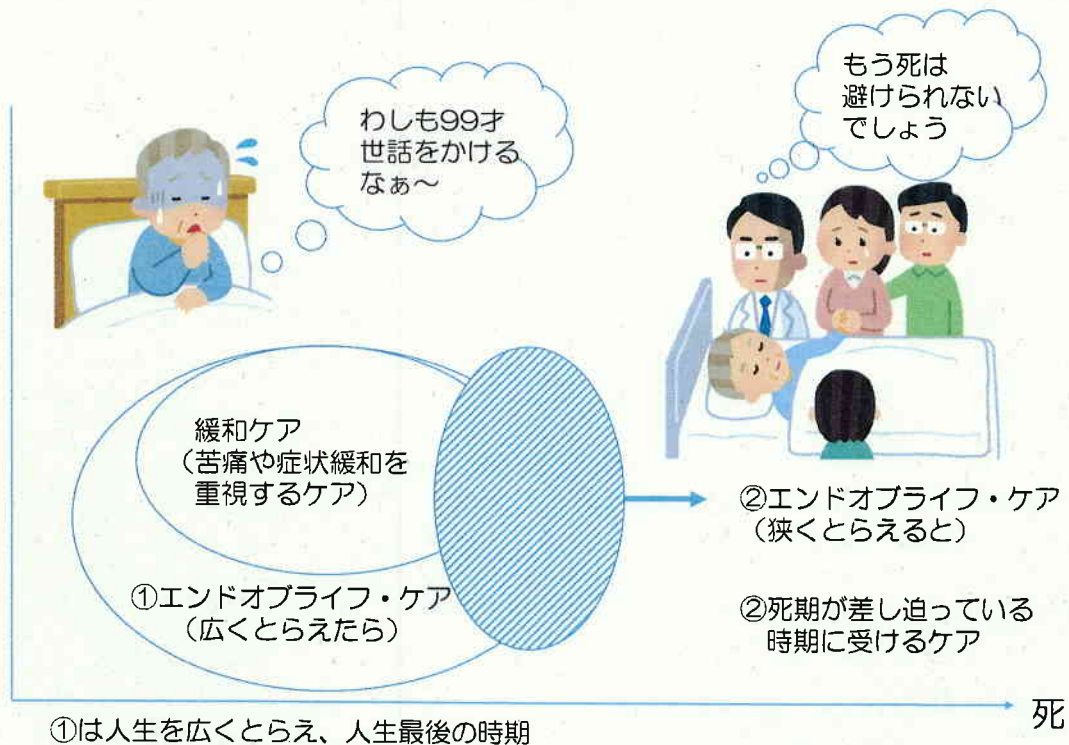 わしも99才
世話をかける
なぁ〜
もう死は
避けられない
でしょう
緩和ケア
（苦痛や症状緩和を
重視するケア）
①エンドオブライフ・ケア
（広くとらえたら）
②エンドオブライフ・ケア
（狭くとらえると）
②死期が差し迫っている
時期に受けるケア
死
①は人生を広くとらえ、人生最後の時期